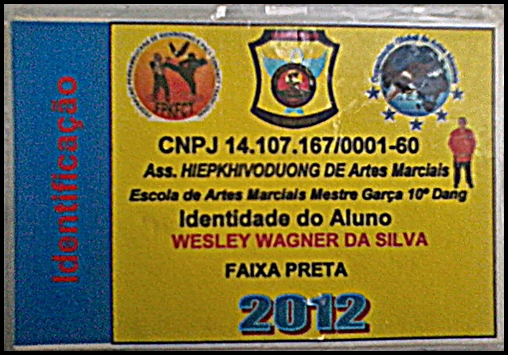 Identificação
FPKFCT
CNPJ 14.107.167/0001-60
Ass. HIEPKHIVODUONG DE Artes Marciais
Escola de Artes Marciais Mestre Garça 10º Dang
Identidade do Aluno
WESLEY WAGNER DA SILVA
FAIXA PRETA
2012